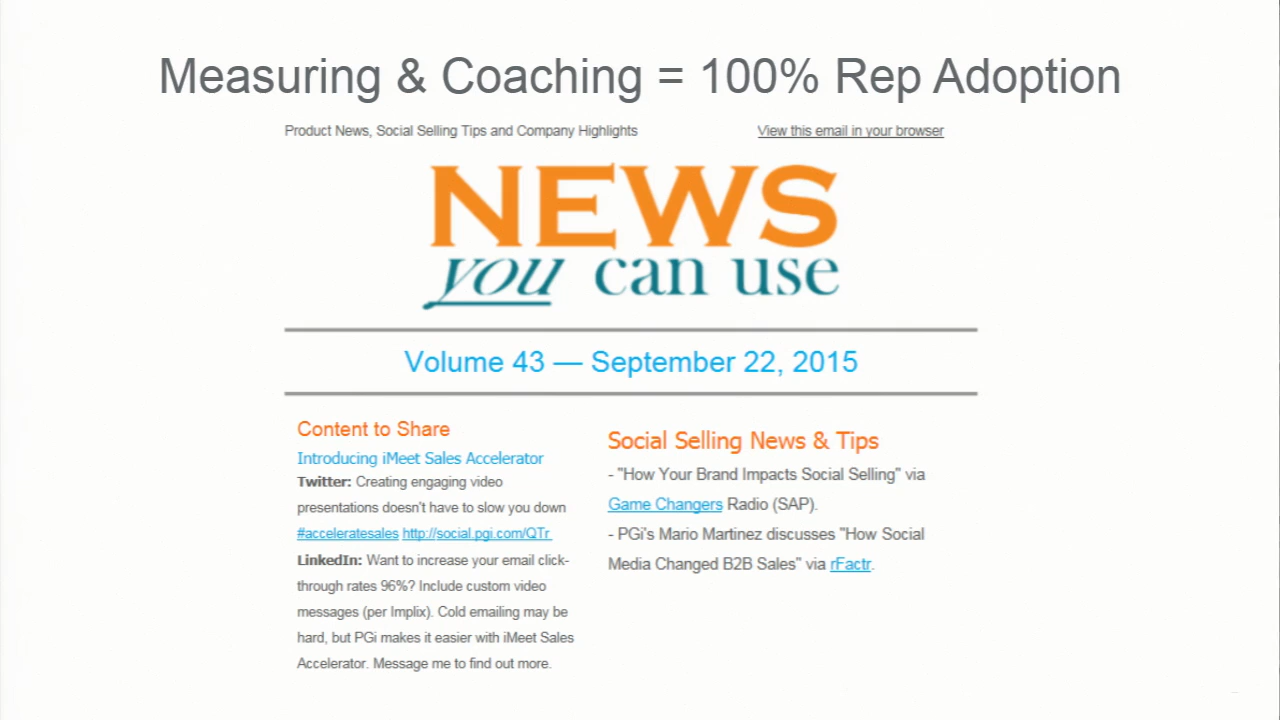 Measuring & Coaching = 100% Rep Adoption
Product News, Social Selling Tips and Company Highlights
View this email in your browser
NEWS
you can use
Volume 43 — September 22, 2015
Content to Share
Introducing iMeet Sales Accelerator
Twitter: Creating engaging video
presentations doesn't have to slow you down
#acceleratesales http://social.pgi.com/QTr
LinkedIn: Want to increase your email click-
through rates 96%? Include custom video
messages (per Implix). Cold emailing may be
hard, but PGi makes it easier with iMeet Sales
Accelerator. Message me to find out more.
Social Selling News & Tips
- "How Your Brand Impacts Social Selling" via
Game Changers Radio (SAP).
- PGi's Mario Martinez discusses "How Social
Media Changed B2B Sales" via rFactr.